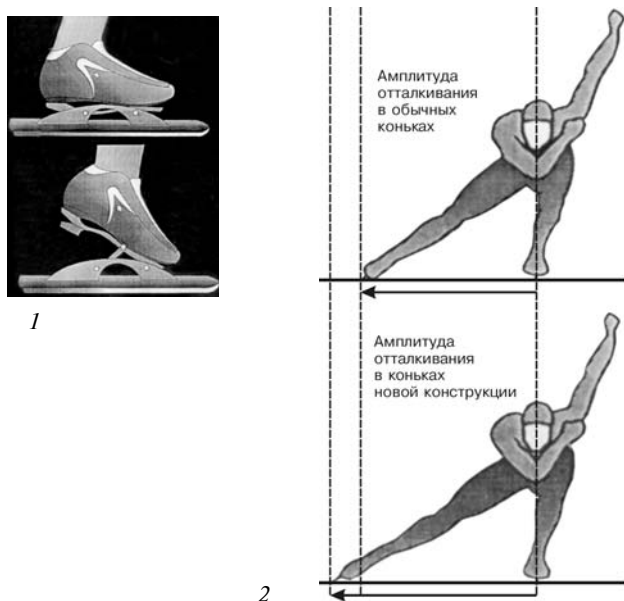 Амплитуда
отталкивания
в обычных
коньках
1
Амплитуда
отталкивания
в коньках
новой конструкции
2